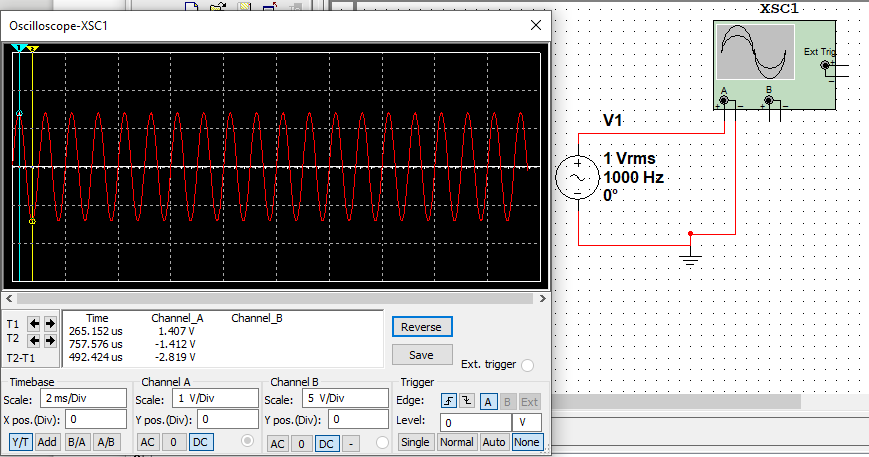 Oscilloscope-XSC1
XSC1
Ext Trig
+
−
A
B
+ − + −
V1
1 Vrms
1000 Hz
0°
1 2
T1
T2
T2-T1
Time Channel_A Channel_B
265.152 us 1.407 V
757.576 us -1.412 V
492.424 us -2.819 V
Reverse
Save
Ext. trigger
Timebase
Scale: 2 ms/Div
X pos.(Div): 0
Y/T Add B/A A/B
Channel A
Scale: 1 V/Div
Y pos.(Div): 0
AC 0 DC
Channel B
Scale: 5 V/Div
Y pos.(Div): 0
AC 0 DC -
Trigger
Edge: A B Ext
Level: 0 V
Single Normal Auto None